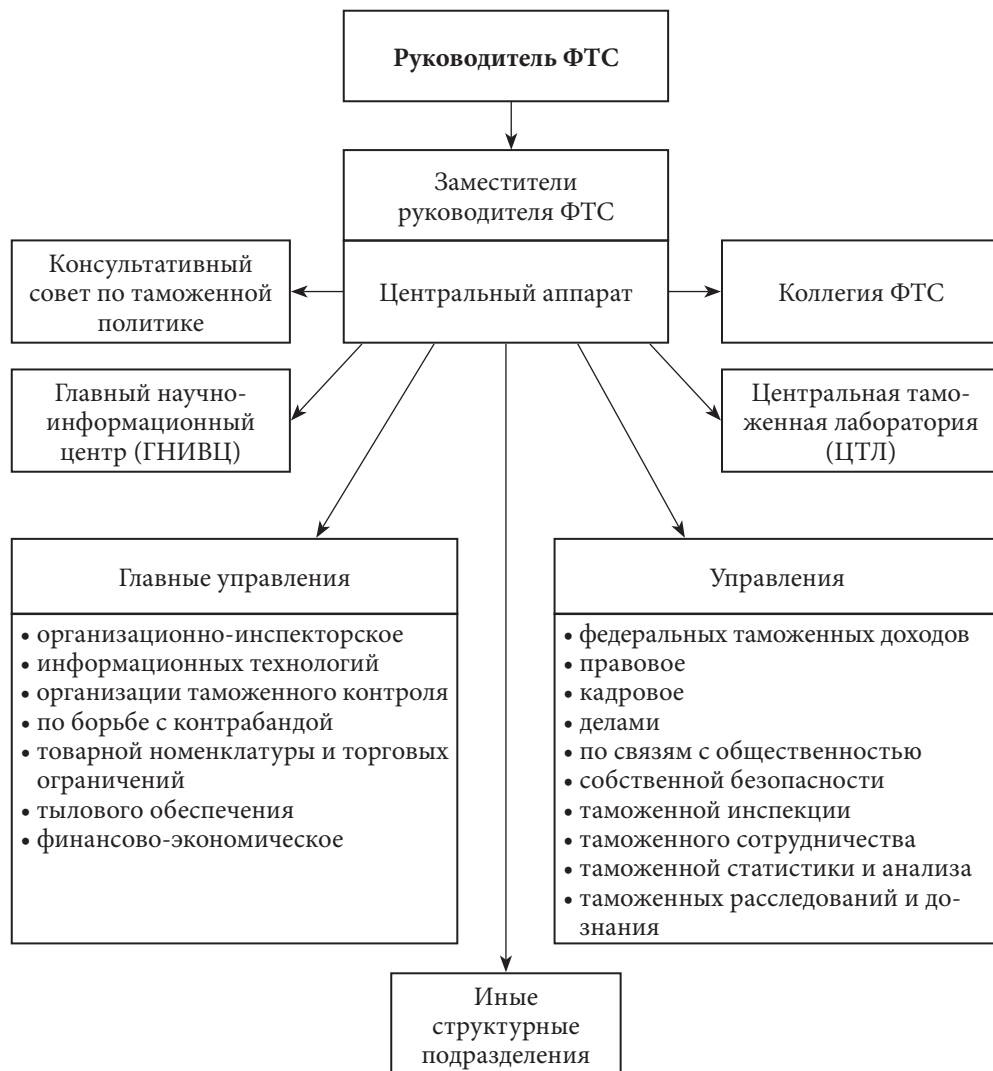 Руководитель ФТС
Заместители
руководителя ФТС
Консультативный
совет по таможенной
политике
Центральный аппарат
Коллегия ФТС
Главный научно-
информационный
центр (ГНИВЦ)
Центральная тамо-
женная лаборатория
(ЦТЛ)
Главные управления
• организационно-инспекторское
• информационных технологий
• организации таможенного контроля
• по борьбе с контрабандой
• товарной номенклатуры и торговых
ограничений
• тылового обеспечения
• финансово-экономическое
Управления
• федеральных таможенных доходов
• правовое
• кадровое
• делами
• по связям с общественностью
• собственной безопасности
• таможенной инспекции
• таможенного сотрудничества
• таможенной статистики и анализа
• таможенных расследований и до-
знания
Иные
структурные
подразделения